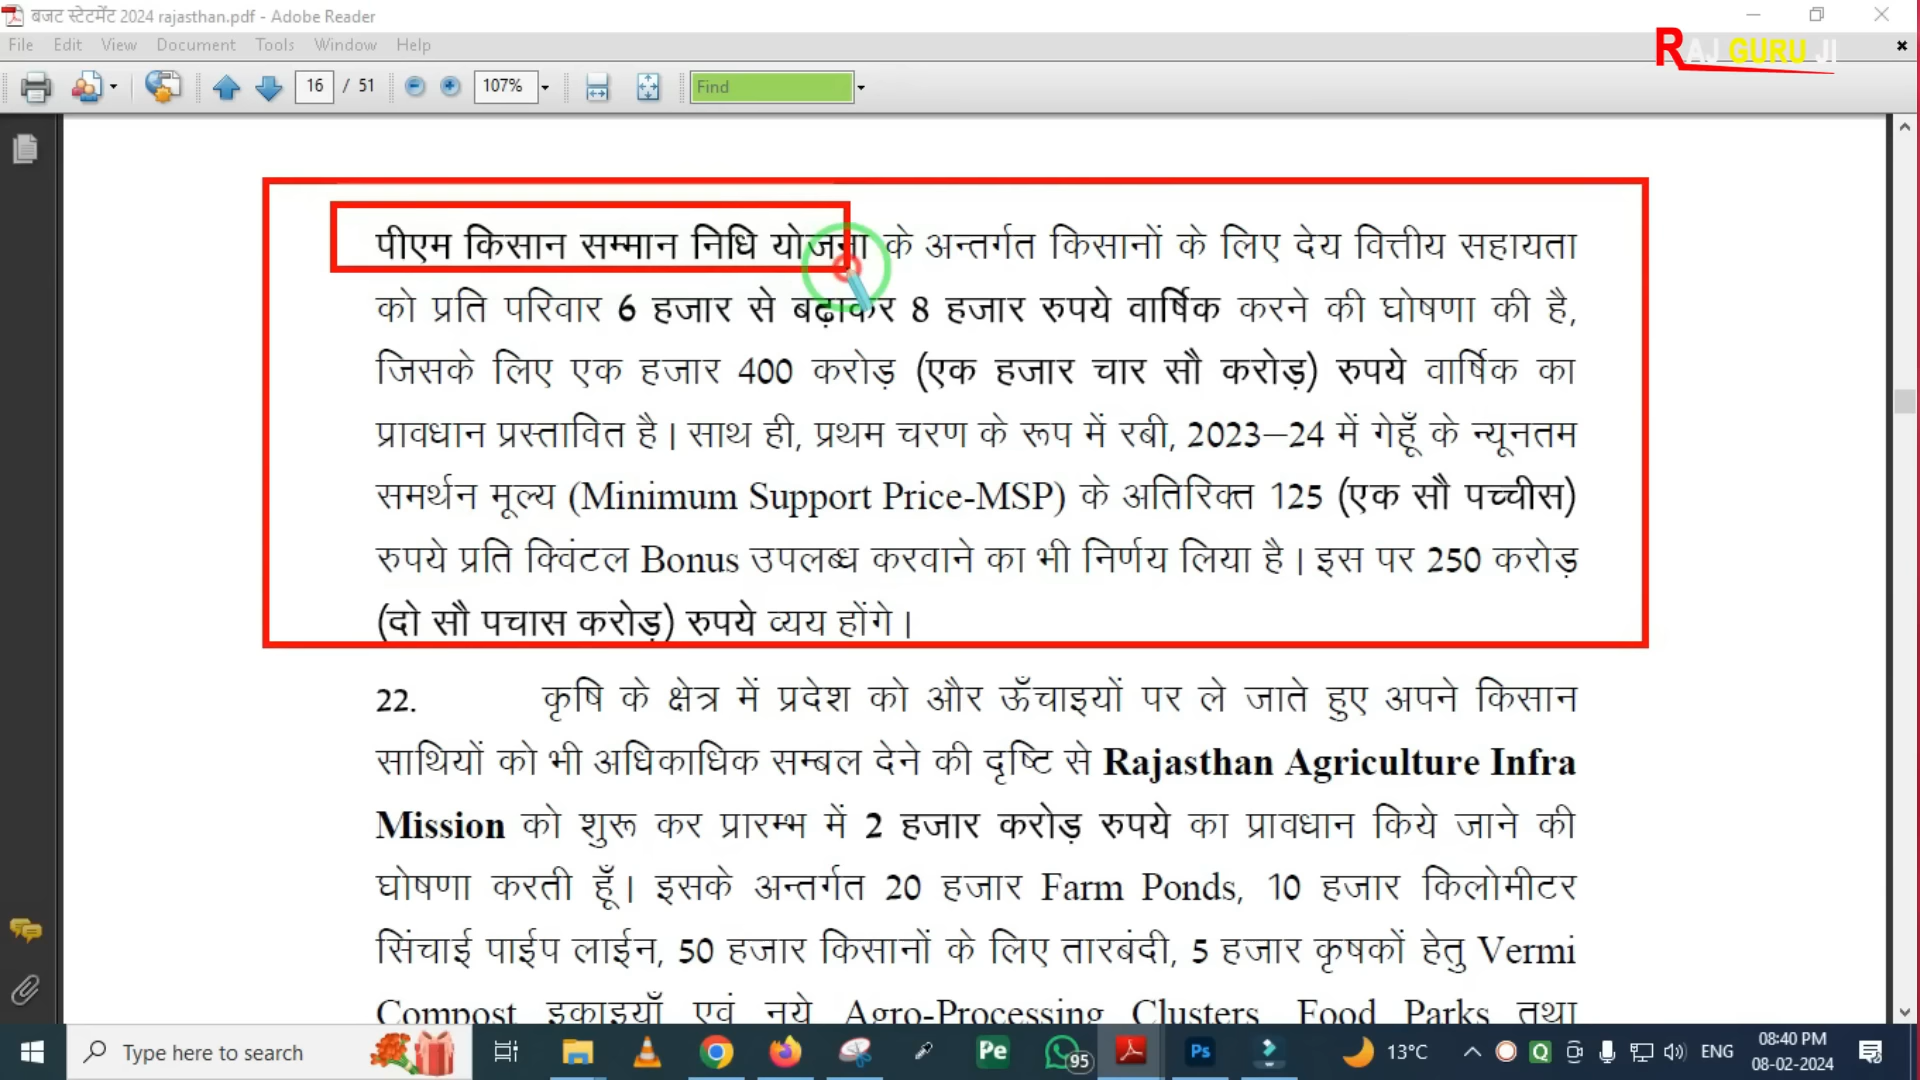 बजट स्टेटमेंट 2024 rajasthan.pdf - Adobe Reader
File Edit View Document Tools Window Help
RAJ GURU JI
16 / 51 107% Find
पीएम किसान सम्मान निधि योजना के अन्तर्गत किसानों के लिए देय वित्तीय सहायता
को प्रति परिवार 6 हजार से बढ़ाकर 8 हजार रुपये वार्षिक करने की घोषणा की है,
जिसके लिए एक हजार 400 करोड़ (एक हजार चार सौ करोड़) रुपये वार्षिक का
प्रावधान प्रस्तावित है। साथ ही, प्रथम चरण के रूप में रबी, 2023–24 में गेहूँ के न्यूनतम
समर्थन मूल्य (Minimum Support Price-MSP) के अतिरिक्त 125 (एक सौ पच्चीस)
रुपये प्रति क्विंटल Bonus उपलब्ध करवाने का भी निर्णय लिया है। इस पर 250 करोड़
(दो सौ पचास करोड़) रुपये व्यय होंगे।
22. कृषि के क्षेत्र में प्रदेश को और ऊँचाइयों पर ले जाते हुए अपने किसान
साथियों को भी अधिकाधिक सम्बल देने की दृष्टि से Rajasthan Agriculture Infra
Mission को शुरू कर प्रारम्भ में 2 हजार करोड़ रुपये का प्रावधान किये जाने की
घोषणा करती हूँ। इसके अन्तर्गत 20 हजार Farm Ponds, 10 हजार किलोमीटर
सिंचाई पाईप लाईन, 50 हजार किसानों के लिए तारबंदी, 5 हजार कृषकों हेतु Vermi
Compost इकाइयाँ एवं नये Agro-Processing Clusters, Food Parks तथा
Type here to search Pe 95 Ps 13°C Q ENG 08:40 PM
08-02-2024